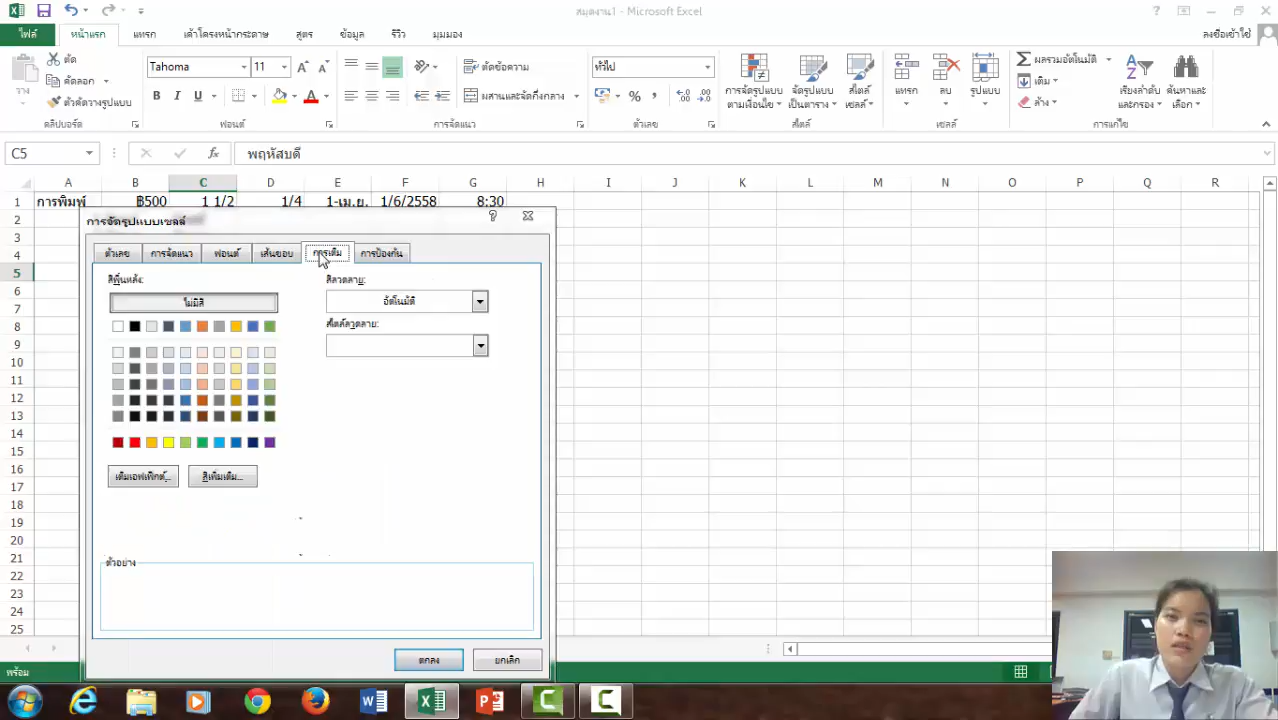 สมุดงาน1 - Microsoft Excel
ไฟล์ หน้าแรก แทรก เค้าโครงหน้ากระดาษ สูตร ข้อมูล รีวิว มุมมอง ลงชื่อเข้าใช้
วาง
ตัด
คัดลอก
ตัวคัดวางรูปแบบ
คลิปบอร์ด
Tahoma 11
B I U
ฟอนต์
ตัดข้อความ
ผสานและจัดกึ่งกลาง
การจัดแนว
ทั่วไป
ตัวเลข
การจัดรูปแบบตามเงื่อนไข
จัดรูปแบบเป็นตาราง
สไตล์เซลล์
สไตล์
แทรก ลบ รูปแบบ
เซลล์
ผลรวมอัตโนมัติ
เติม
ล้าง
เรียงลำดับและกรอง
ค้นหาและเลือก
การแก้ไข
C5 fx พฤหัสบดี
A B C D E F G H I J K L M N O P Q R
1 การพิมพ์ ฿500 1 1/2 1/4 1-เม.ย. 1/6/2558 8:30
2
3
4
5
6
7
8
9
10
11
12
13
14
15
16
17
18
19
20
21
22
23
24
25
การจัดรูปแบบเซลล์
ตัวเลข การจัดแนว ฟอนต์ เส้นขอบ การเติม การป้องกัน
สีพื้นหลัง:
ไม่มีสี
สีลวดลาย:
อัตโนมัติ
สไตล์ลวดลาย:
เติมเอฟเฟ็กต์... สีเพิ่มเติม...
ตัวอย่าง
ตกลง ยกเลิก
พร้อม